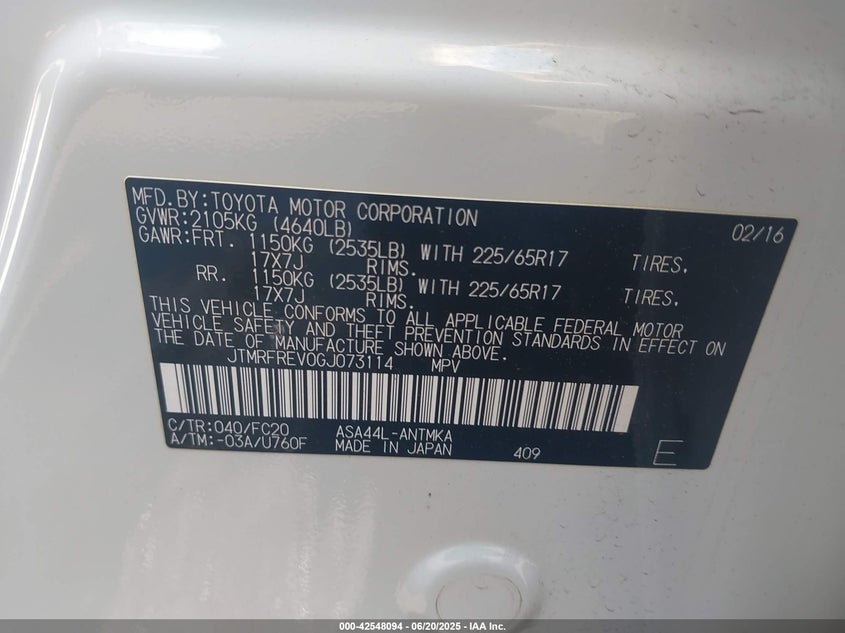 MFD.BY:TOYOTA MOTOR CORPORATION 02/16
GVWR:2105KG (4640LB)
GAWR:FRT. 1150KG (2535LB) WITH 225/65R17 TIRES,
17X7J RIMS.
RR. 1150KG (2535LB) WITH 225/65R17 TIRES,
17X7J RIMS.
THIS VEHICLE CONFORMS TO ALL APPLICABLE FEDERAL MOTOR
VEHICLE SAFETY AND THEFT PREVENTION STANDARDS IN EFFECT ON
THE DATE OF MANUFACTURE SHOWN ABOVE.
JTMRFREV0GJ073114 MPV
C/TR:040/FC20 ASA44L-ANTMKA
A/TM:-03A/U760F MADE IN JAPAN 409 E
000-42548094 - 06/20/2025 - IAA Inc.